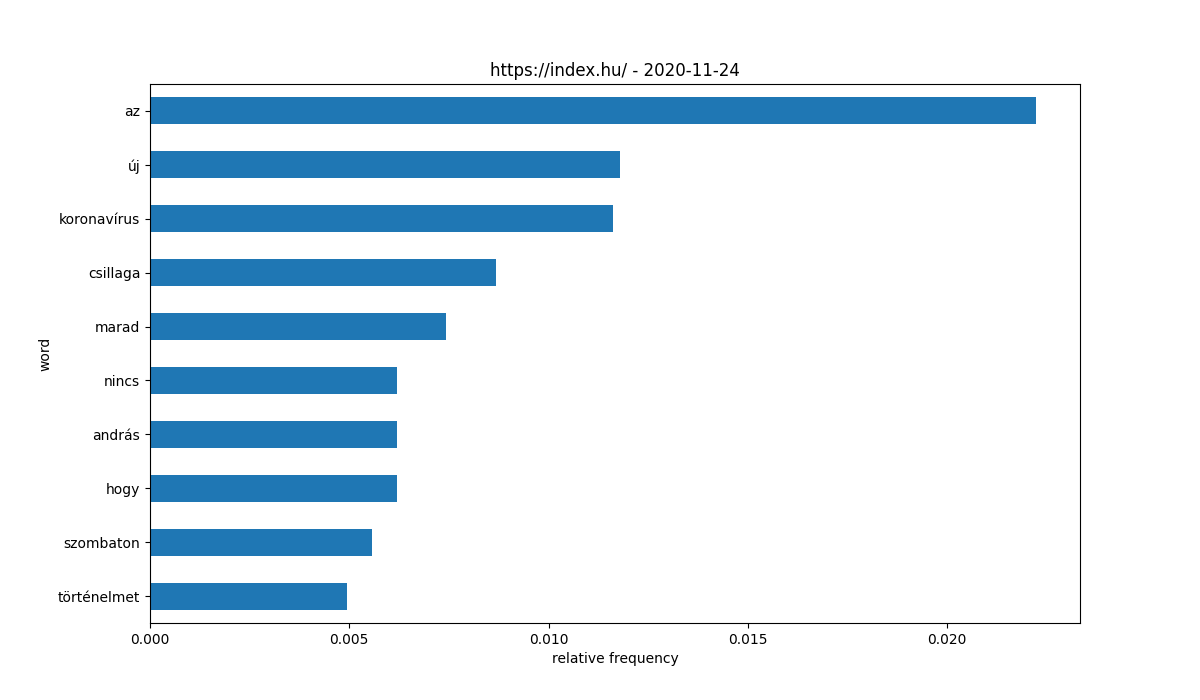 https://index.hu/ - 2020-11-24
az
új
koronavírus
csillaga
marad
nincs
andrás
hogy
szombaton
történelmet
word
0.000 0.005 0.010 0.015 0.020
relative frequency